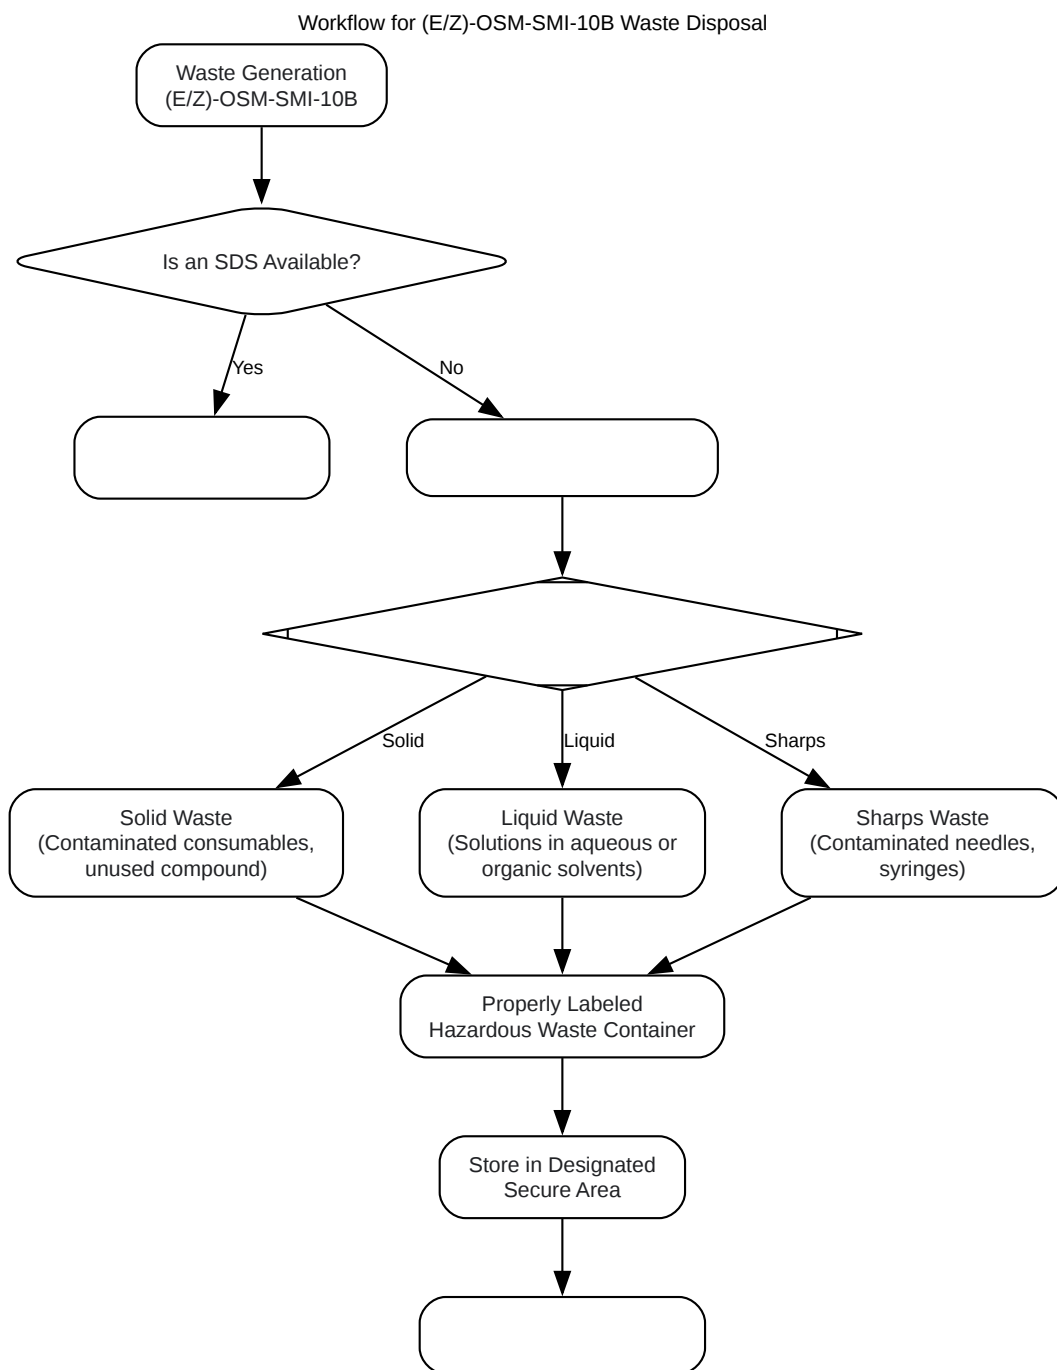 Workflow for (E/Z)-OSM-SMI-10B Waste Disposal
Waste Generation
(E/Z)-OSM-SMI-10B
Is an SDS Available?
Yes
No
Solid
Liquid
Sharps
Solid Waste
(Contaminated consumables,
unused compound)
Liquid Waste
(Solutions in aqueous or
organic solvents)
Sharps Waste
(Contaminated needles,
syringes)
Properly Labeled
Hazardous Waste Container
Store in Designated
Secure Area